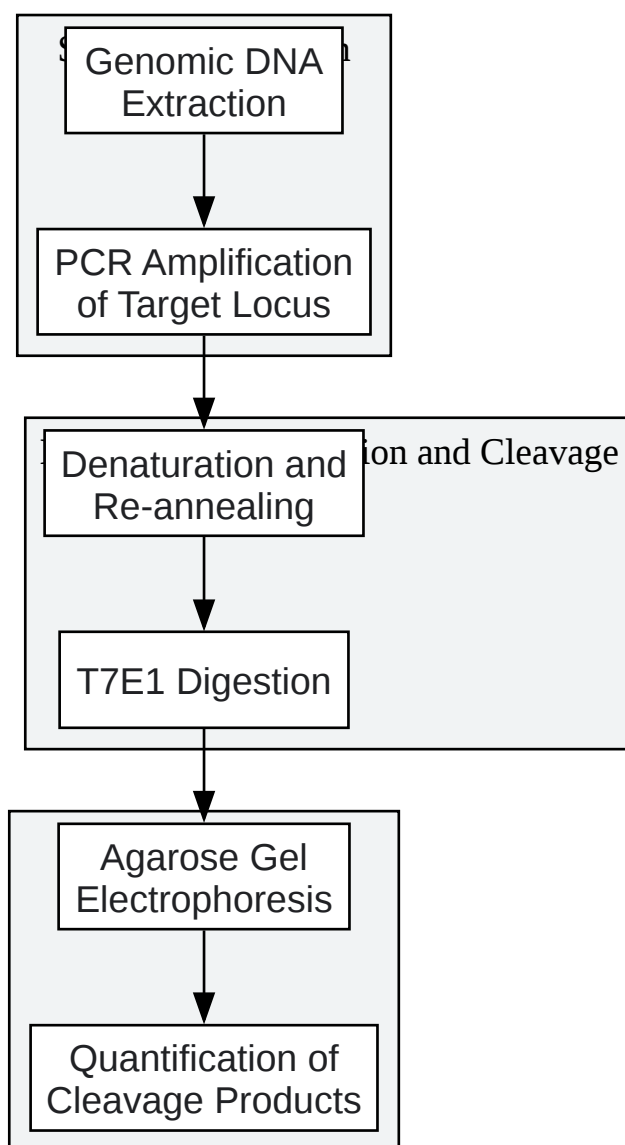 Genomic DNA
Extraction
PCR Amplification
of Target Locus
and Cleavage
Denaturation and
Re-annealing
T7E1 Digestion
Agarose Gel
Electrophoresis
Quantification of
Cleavage Products